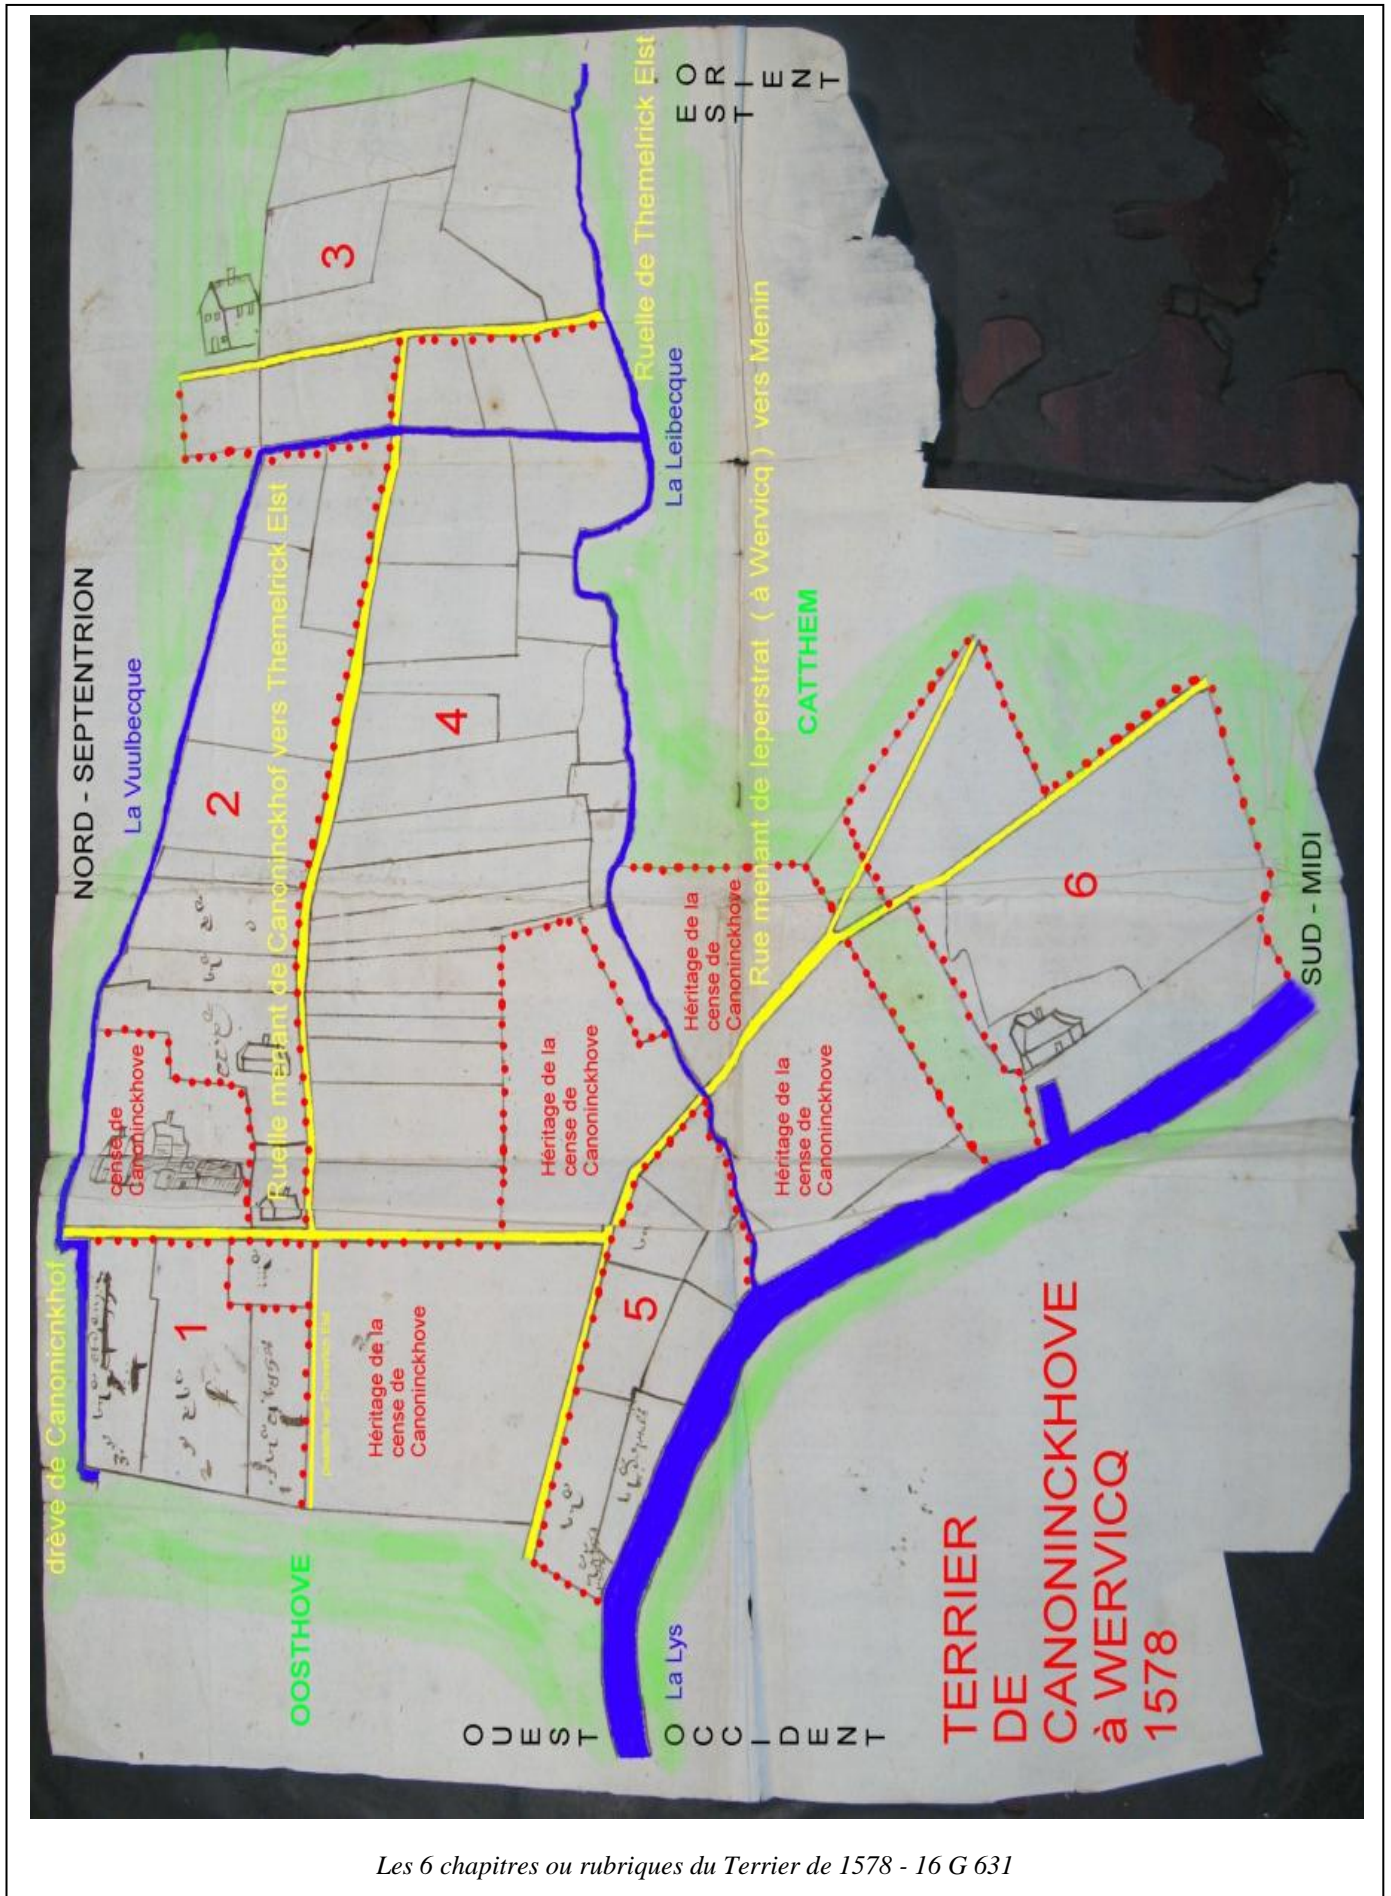 NORD - SEPTENTRION
La Vuulbecque
drève de Canonicnkhof
Ruelle menant de Canoninckhof vers Themelrick Elst
Ruelle de Themelrick Elst
EST
ORIENT
La Leibecque
Rue menant de Ieperstrat ( à Wervicq ) vers Menin
CATTHEM
SUD - MIDI
1
2
3
4
5
6
cense de
Canoninckhove
Héritage de la
cense de
Canoninckhove
Héritage de la
cense de
Canoninckhove
Héritage de la
cense de
Canoninckhove
Héritage de la
cense de
Canoninckhove
OOSTHOVE
OUEST
OCCIDENT
La Lys
TERRIER
DE
CANONINCKHOVE
à WERVICQ
1578
Les 6 chapitres ou rubriques du Terrier de 1578 - 16 G 631